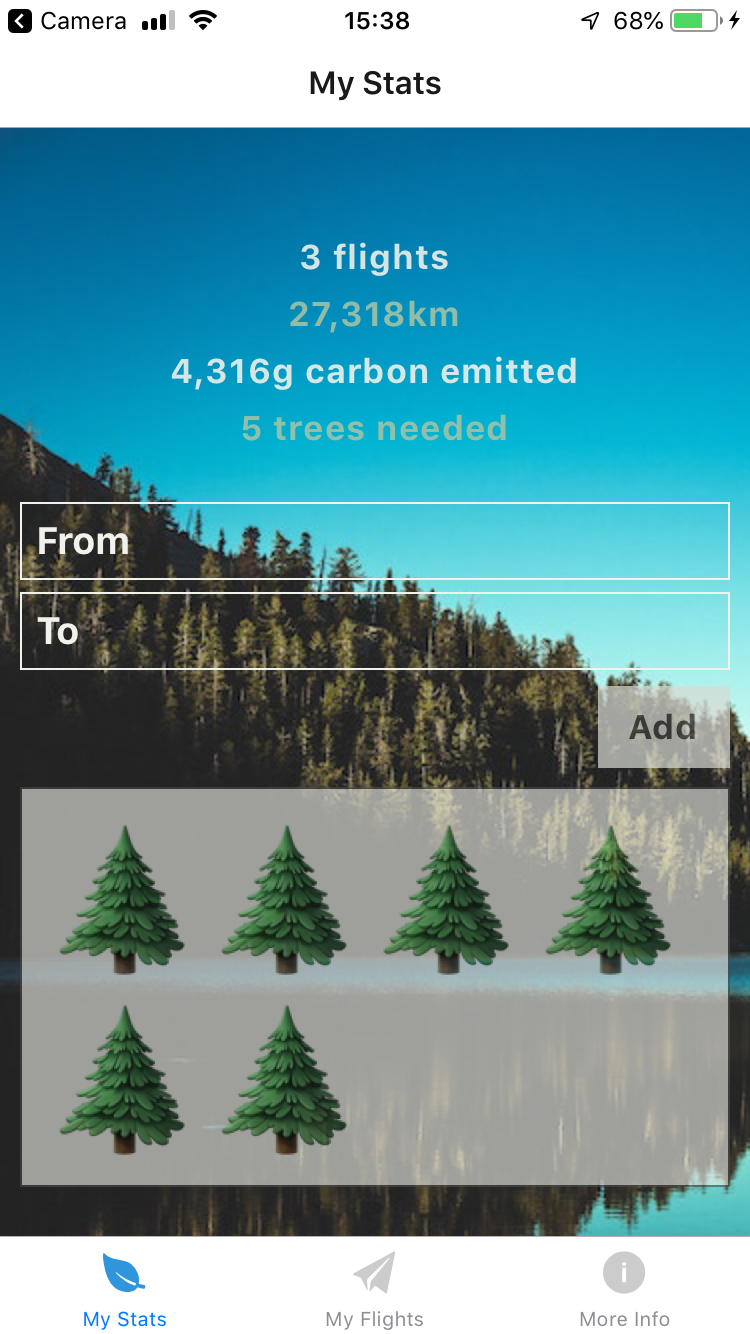 Camera 15:38 68%
My Stats
3 flights
27,318km
4,316g carbon emitted
5 trees needed
From
To
Add
My Stats My Flights More Info